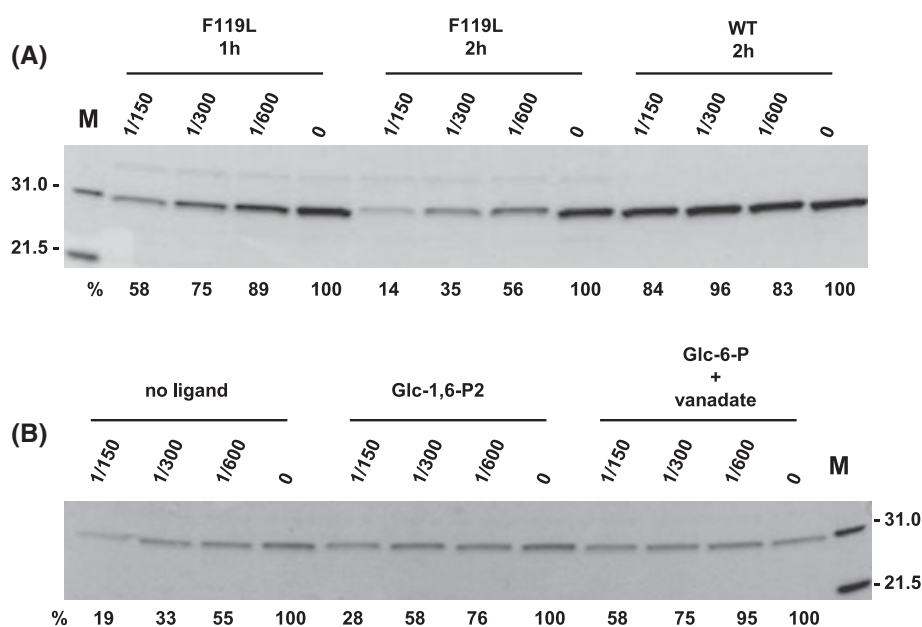 (A)
F119L
1h
F119L
2h
WT
2h
M 1/150 1/300 1/600 0 1/150 1/300 1/600 0 1/150 1/300 1/600 0
31.0 -
21.5 -
% 58 75 89 100 14 35 56 100 84 96 83 100
(B)
no ligand
Glc-1,6-P2
Glc-6-P
+
vanadate
1/150 1/300 1/600 0 1/150 1/300 1/600 0 1/150 1/300 1/600 0 M
- 31.0
- 21.5
% 19 33 55 100 28 58 76 100 58 75 95 100